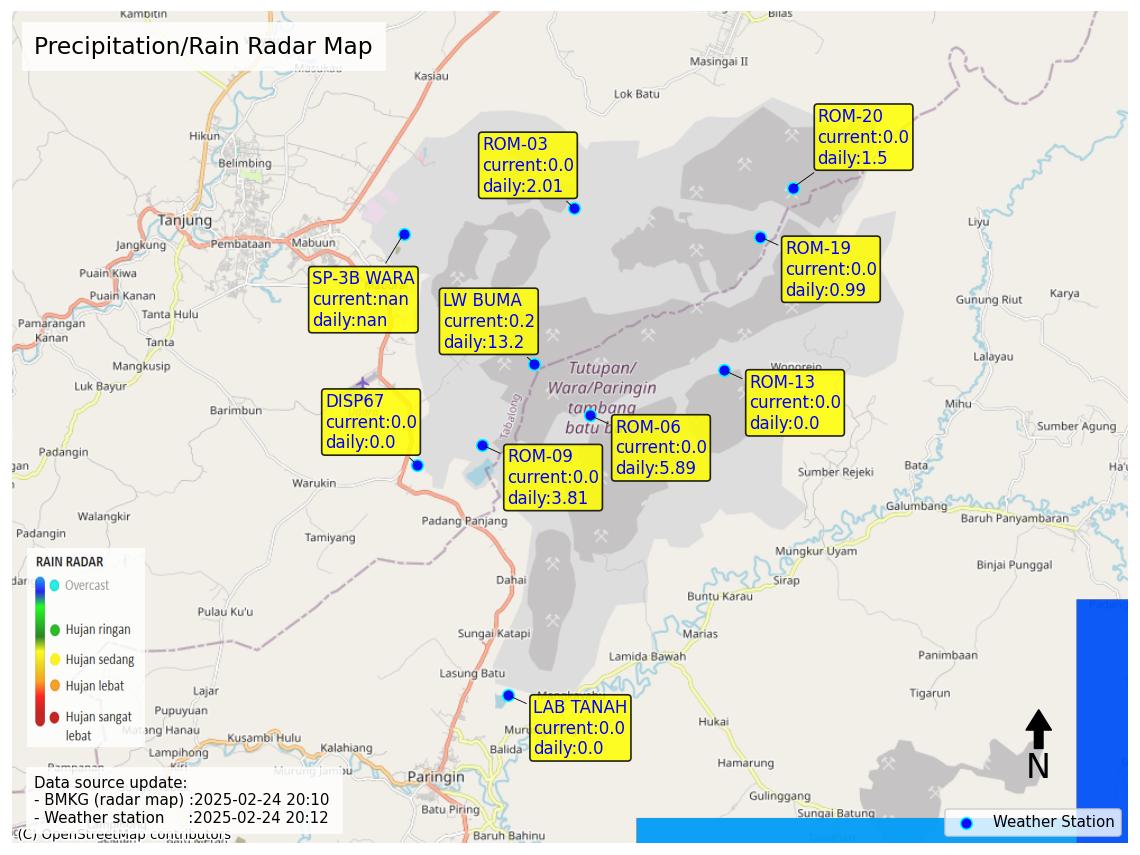 Kambitin
Bilas
Precipitation/Rain Radar Map
Masukau
Kasiau
Masingai II
Lok Batu
ROM-20
current:0.0
daily:1.5
Hikun
ROM-03
current:0.0
daily:2.01
Belimbing
Tanjung
Liyu
Jangkung
Pembataan
Mabuun
ROM-19
current:0.0
daily:0.99
Puain Kiwa
SP-3B WARA
current:nan
daily:nan
Puain Kanan
LW BUMA
current:0.2
daily:13.2
Gunung Riut
Karya
Tanta Hulu
Pamarangan
Kanan
Tanta
Mangkusip
Lalayau
Tutupan/
Wara/Paringin
tambang
Wonorejo
Luk Bayur
ROM-13
current:0.0
daily:0.0
DISP67
current:0.0
daily:0.0
Barimbun
Tabalong
Mihu
ROM-06
current:0.0
daily:5.89
Sumber Agung
ROM-09
current:0.0
daily:3.81
Bata
Sumber Rejeki
Warukin
Galumbang
Walangkir
Padang Panjang
Baruh Panyambaran
Padangin
Tamiyang
Mungkur Uyam
RAIN RADAR
Overcast
Hujan ringan
Hujan sedang
Hujan lebat
Hujan sangat
lebat
Binjai Punggal
Dahai
Sirap
Buntu Karau
Pulau Ku'u
Sungai Katapi
Marias
Lamida Bawah
Panimbaan
Lasung Batu
Lajar
Tigarun
LAB TANAH
current:0.0
daily:0.0
Pupuyuan
Hukai
Matang Hanau
Kusambi Hulu
Lampihong
Kalahiang
Balida
Hamarung
N
Murung Jambu
Paringin
Data source update:
- BMKG (radar map) :2025-02-24 20:10
- Weather station :2025-02-24 20:12
Gulinggang
Batu Piring
Sungai Batung
Weather Station
(C) OpenStreetMap contributors
Baruh Bahinu